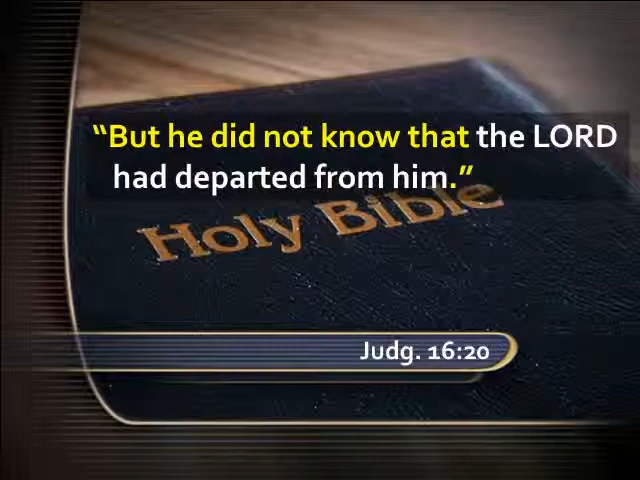 “But he did not know that the LORD
had departed from him.”
Holy Bible
Judg. 16:20